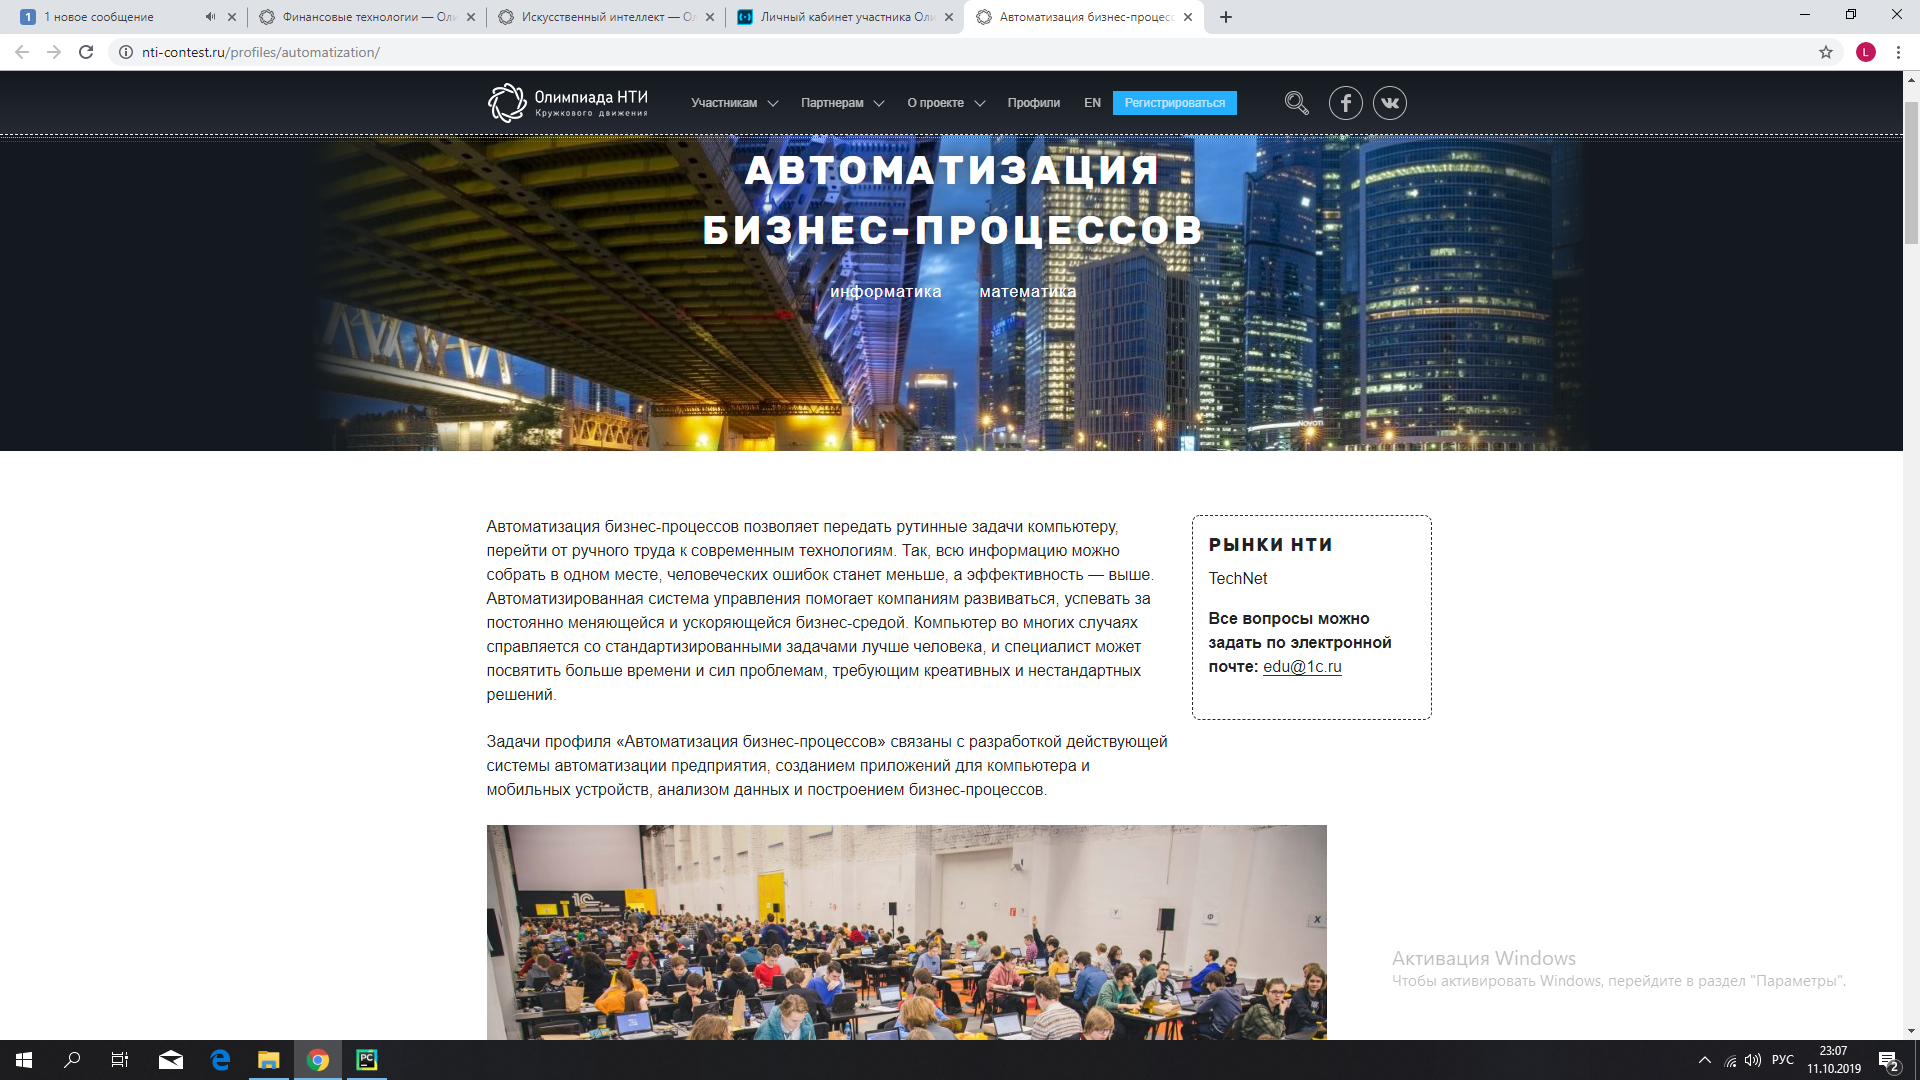 1 новое сообщение
Финансовые технологии — Оли
Искусственный интеллект — Ол
Личный кабинет участника Оли
Автоматизация бизнес-процесс
nti-contest.ru/profiles/automatization/
L
Олимпиада НТИ
Кружкового движения
Участникам
Партнерам
О проекте
Профили
EN
Регистрироваться
АВТОМАТИЗАЦИЯ
БИЗНЕС-ПРОЦЕССОВ
информатика математика
Автоматизация бизнес-процессов позволяет передать рутинные задачи компьютеру,
перейти от ручного труда к современным технологиям. Так, всю информацию можно
собрать в одном месте, человеческих ошибок станет меньше, а эффективность — выше.
Автоматизированная система управления помогает компаниям развиваться, успевать за
постоянно меняющейся и ускоряющейся бизнес-средой. Компьютер во многих случаях
справляется со стандартизированными задачами лучше человека, и специалист может
посвятить больше времени и сил проблемам, требующим креативных и нестандартных
решений.
Задачи профиля «Автоматизация бизнес-процессов» связаны с разработкой действующей
системы автоматизации предприятия, созданием приложений для компьютера и
мобильных устройств, анализом данных и построением бизнес-процессов.
РЫНКИ НТИ
TechNet
Все вопросы можно
задать по электронной
почте: edu@1c.ru
1С
У
Ф
Х
Активация Windows
Чтобы активировать Windows, перейдите в раздел "Параметры".
PC
РУС
23:07
11.10.2019
2